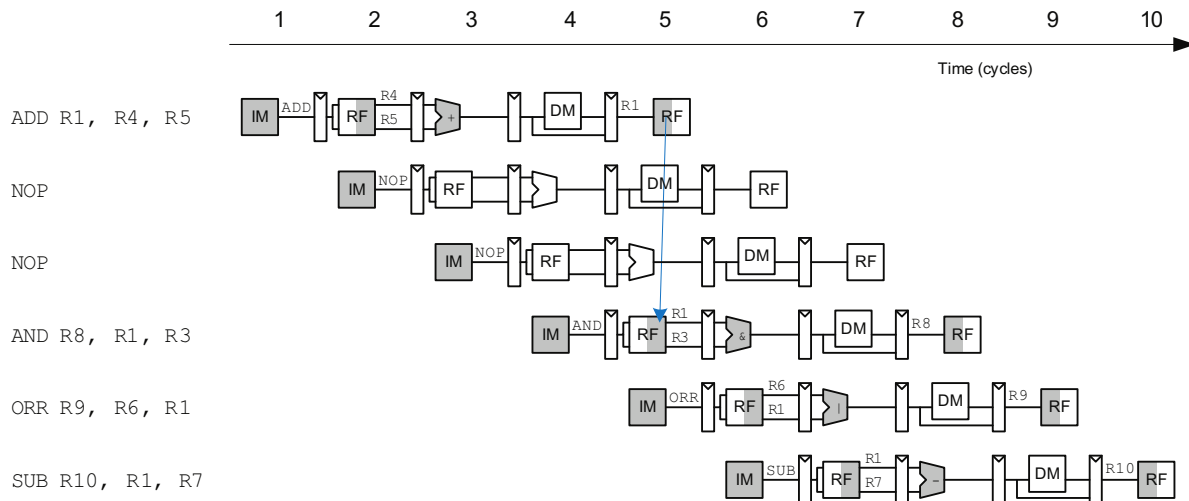 1 2 3 4 5 6 7 8 9 10
Time (cycles)
ADD R1, R4, R5 IM ADD RF R4 R5 + DM R1 RF
NOP IM NOP RF DM RF
NOP IM NOP RF DM RF
AND R8, R1, R3 IM AND RF R1 R3 & DM R8 RF
ORR R9, R6, R1 IM ORR RF R6 R1 | DM R9 RF
SUB R10, R1, R7 IM SUB RF R1 R7 - DM R10 RF